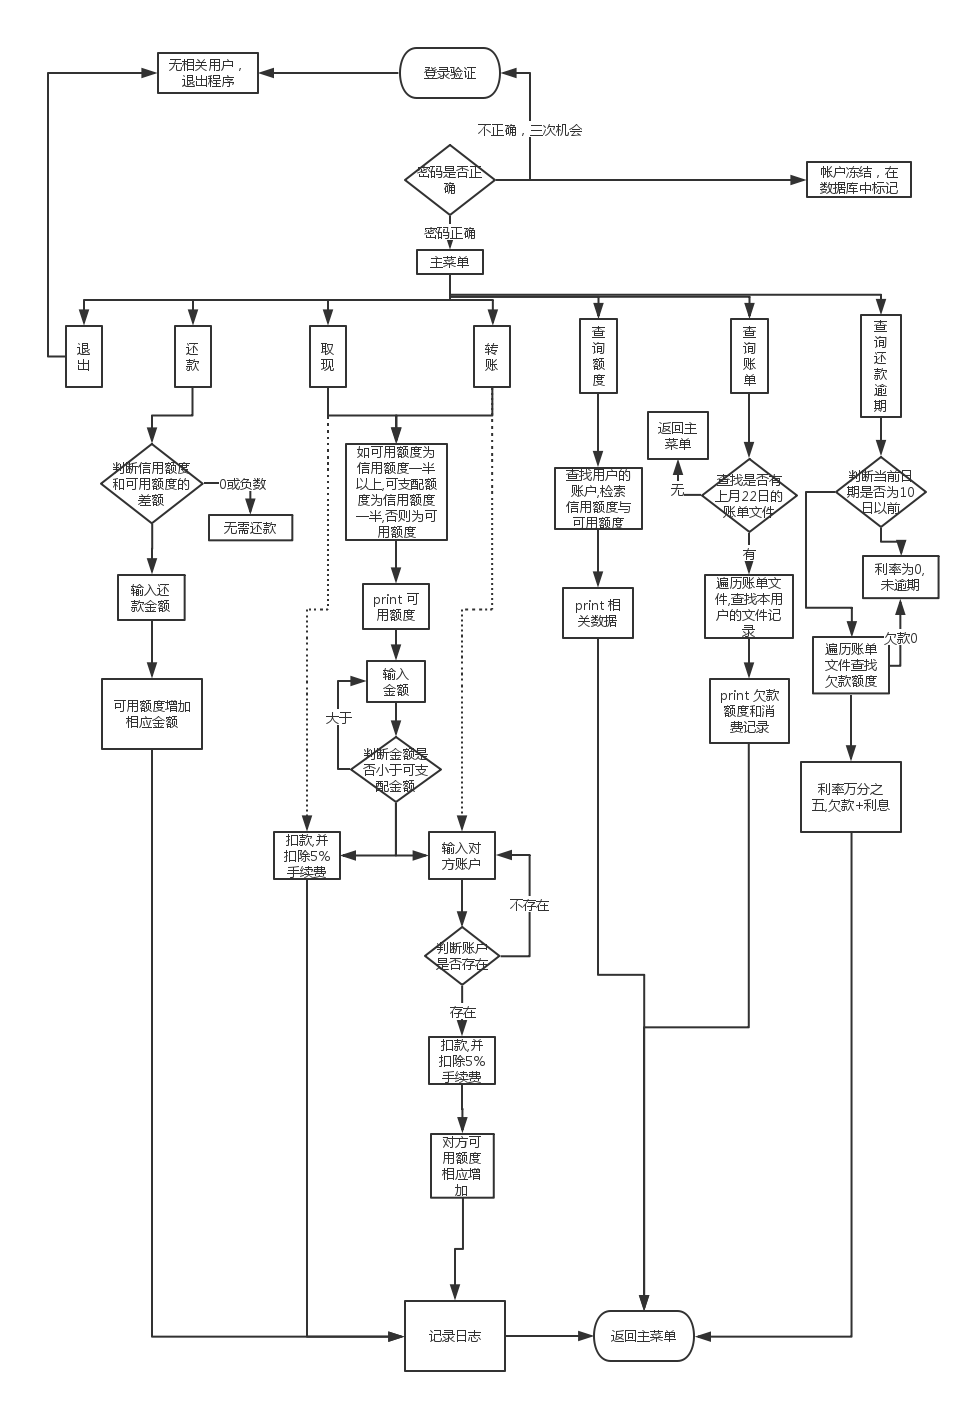 无相关用户，
退出程序
登录验证
不正确，三次机会
密码是否正
确
帐户冻结，在
数据库中标记
密码正确
主菜单
退
出
还
款
取
现
转
账
查
询
额
度
查
询
账
单
查
询
还
款
逾
期
判断信用额度
和可用额度的
差额
0或负数
无需还款
输入还
款金额
可用额度增加
相应金额
如可用额度为
信用额度一半
以上,可支配额
度为信用额度
一半,否则为可
用额度
print 可
用额度
输入
金额
大于
判断金额是
否小于可支
配金额
扣款,并
扣除5%
手续费
输入对
方账户
不存在
判断账户
是否存在
存在
扣款,并
扣除5%
手续费
对方可
用额度
相应增
加
查找用户的
账户,检索
信用额度与
可用额度
print 相
关数据
返回主
菜单
无
查找是否有
上月22日的
账单文件
有
遍历账单文
件,查找本用
户的文件记
录
print 欠款
额度和消
费记录
判断当前日
期是否为10
日以前
利率为0,
未逾期
欠款0
遍历账单
文件查找
欠款额度
利率万分之
五,欠款+利息
记录日志
返回主菜单